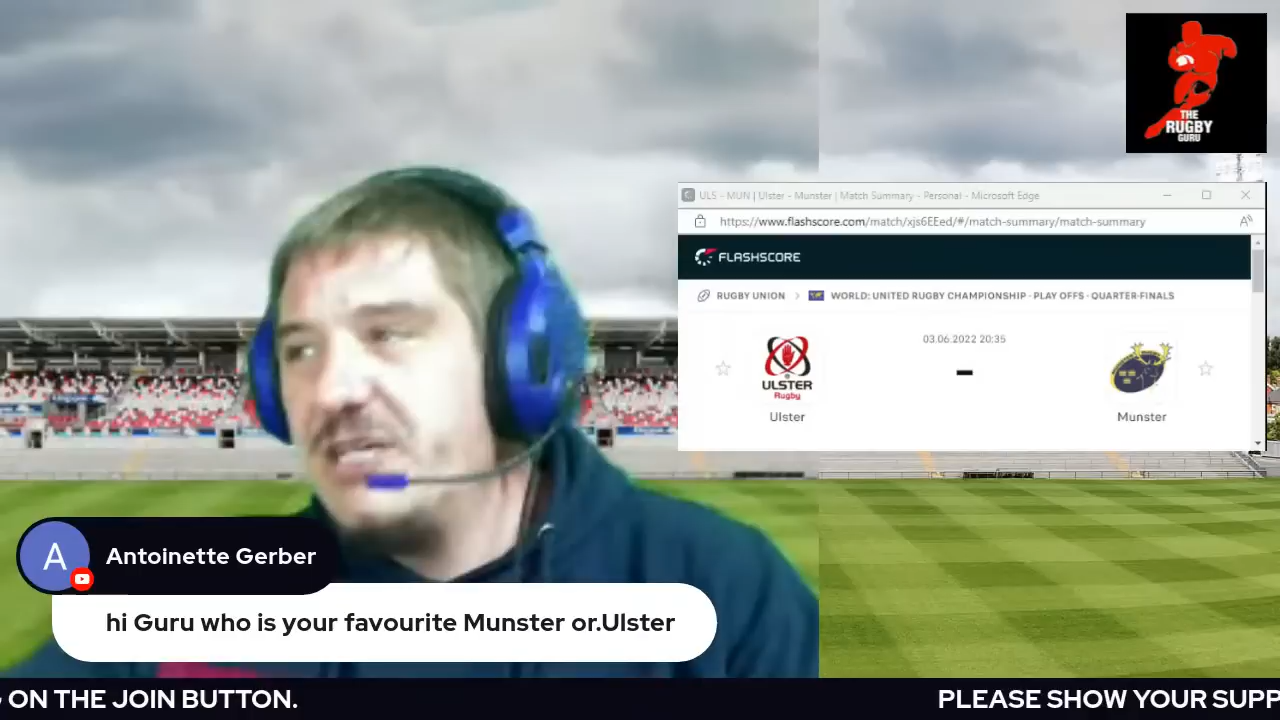 THE
RUGBY
GURU
ULS - MUN | Ulster - Munster | Match Summary - Personal - Microsoft Edge
https://www.flashscore.com/match/xjs6EEed/#/match-summary/match-summary
FLASHSCORE
RUGBY UNION > WORLD: UNITED RUGBY CHAMPIONSHIP - PLAY OFFS - QUARTER-FINALS
03.06.2022 20:35
-
ULSTER
Rugby
Ulster
Munster
A
Antoinette Gerber
hi Guru who is your favourite Munster or.Ulster
ON THE JOIN BUTTON.
PLEASE SHOW YOUR SUPP